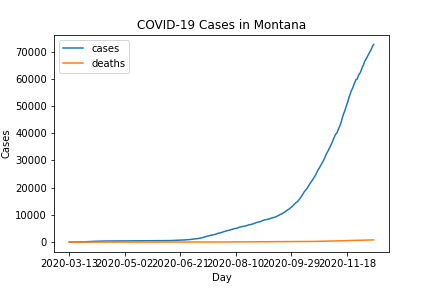 COVID-19 Cases in Montana
cases
deaths
70000
60000
50000
40000
30000
20000
10000
0
Cases
2020-03-13 2020-05-02 2020-06-21 2020-08-10 2020-09-29 2020-11-18
Day